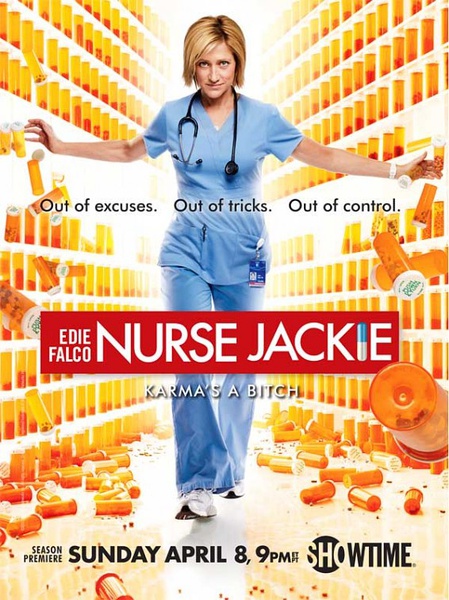 Out of excuses. Out of tricks. Out of control.
EDIE
FALCO
NURSE JACKIE
KARMA'S A BITCH
SEASON
PREMIERE
SUNDAY APRIL 8, 9PM ET PT
SHOWTIME